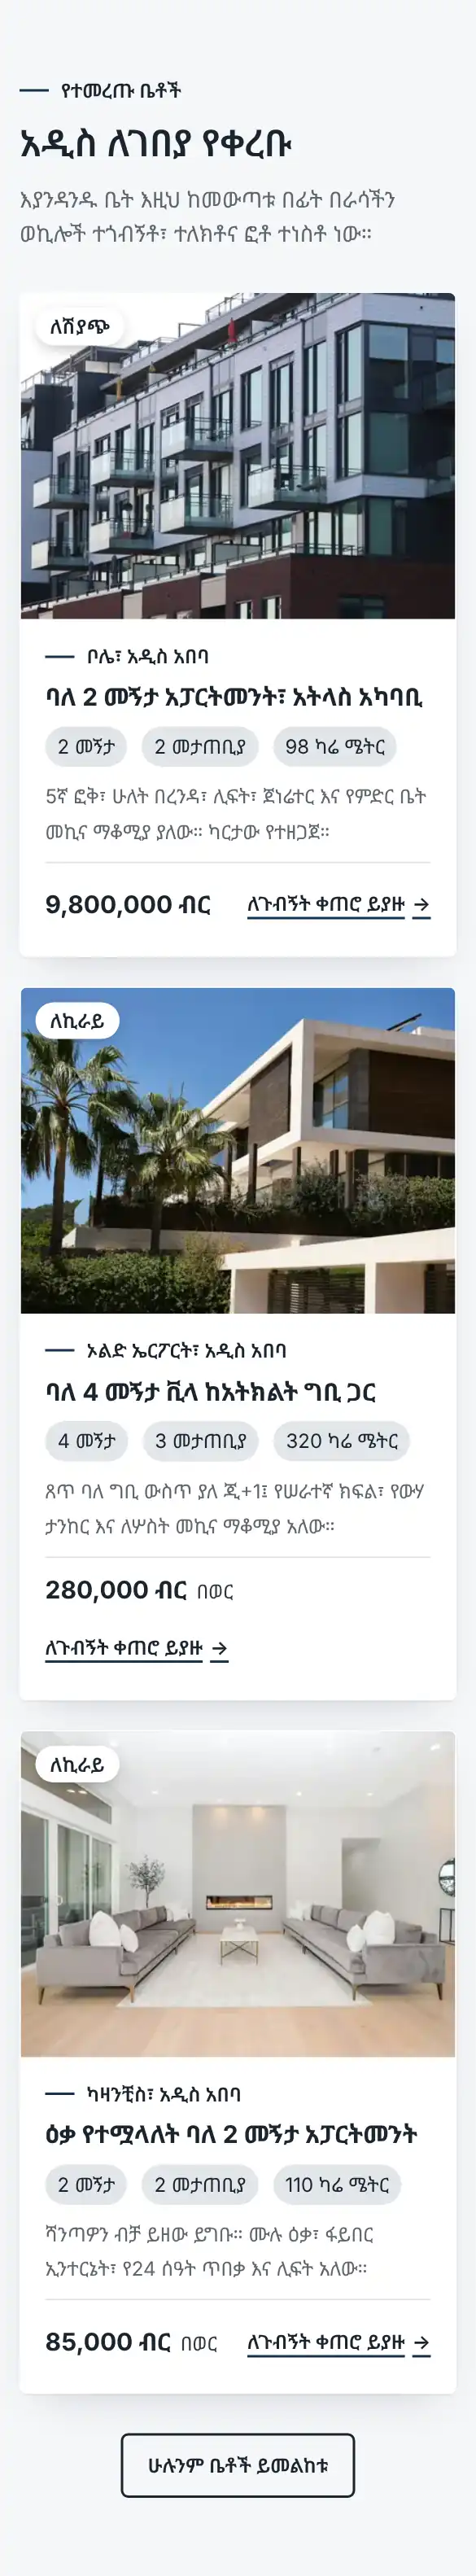 የተመረጡ ቤቶች
አዲስ ለገበያ የቀረቡ
እያንዳንዱ ቤት እዚህ ከመውጣቱ በፊት በራሳችን
ወኪሎች ተጎብኝቶ፣ ተለክቶና ፎቶ ተነስቶ ነው።
ለሽያጭ
ቦሌ፣ አዲስ አበባ
ባለ 2 መኝታ አፓርትመንት፣ አትላስ አካባቢ
2 መኝታ 2 መታጠቢያ 98 ካሬ ሜትር
5ኛ ፎቅ፣ ሁለት በረንዳ፣ ሊፍት፣ ጀነሬተር እና የምድር ቤት
መኪና ማቆሚያ ያለው። ካርታው የተዘጋጀ።
9,800,000 ብር ለጉብኝት ቀጠሮ ይያዙ →
ለኪራይ
ኦልድ ኤርፖርት፣ አዲስ አበባ
ባለ 4 መኝታ ቪላ ከአትክልት ግቢ ጋር
4 መኝታ 3 መታጠቢያ 320 ካሬ ሜትር
ጸጥ ባለ ግቢ ውስጥ ያለ ጂ+1፤ የሠራተኛ ክፍል፣ የውሃ
ታንከር እና ለሦስት መኪና ማቆሚያ አለው።
280,000 ብር በወር
ለጉብኝት ቀጠሮ ይያዙ →
ለኪራይ
ካዛንቺስ፣ አዲስ አበባ
ዕቃ የተሟላለት ባለ 2 መኝታ አፓርትመንት
2 መኝታ 2 መታጠቢያ 110 ካሬ ሜትር
ሻንጣዎን ብቻ ይዘው ይግቡ። ሙሉ ዕቃ፣ ፋይበር
ኢንተርኔት፣ የ24 ሰዓት ጥበቃ እና ሊፍት አለው።
85,000 ብር በወር ለጉብኝት ቀጠሮ ይያዙ →
ሁሉንም ቤቶች ይመልከቱ